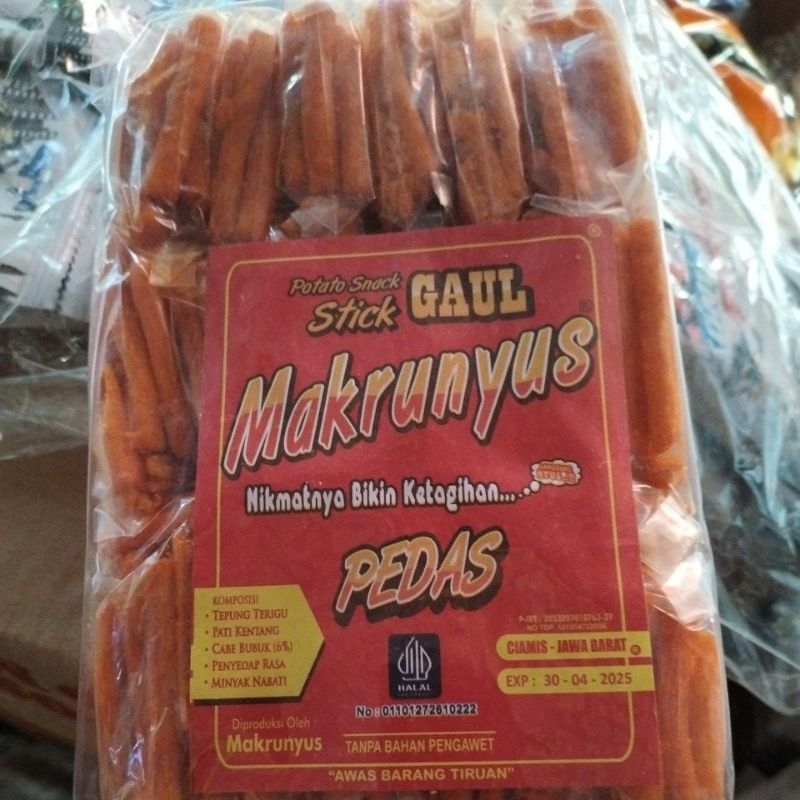 Potato Snack
Stick GAUL
Makrunyus
Nikmatnya Bikin Ketagihan.....
PEDAS
KOMPOSISI
• TEPUNG TERIGU
• PATI KENTANG
• CABE BUBUK (6%)
• PENYEDAP RASA
• MINYAK NABATI
HALAL
INDONESIA
No : 01101272610222
CIAMIS - JAWA BARAT
EXP : 30 - 04 - 2025
Diproduksi Oleh :
Makrunyus
TANPA BAHAN PENGAWET
"AWAS BARANG TIRUAN"